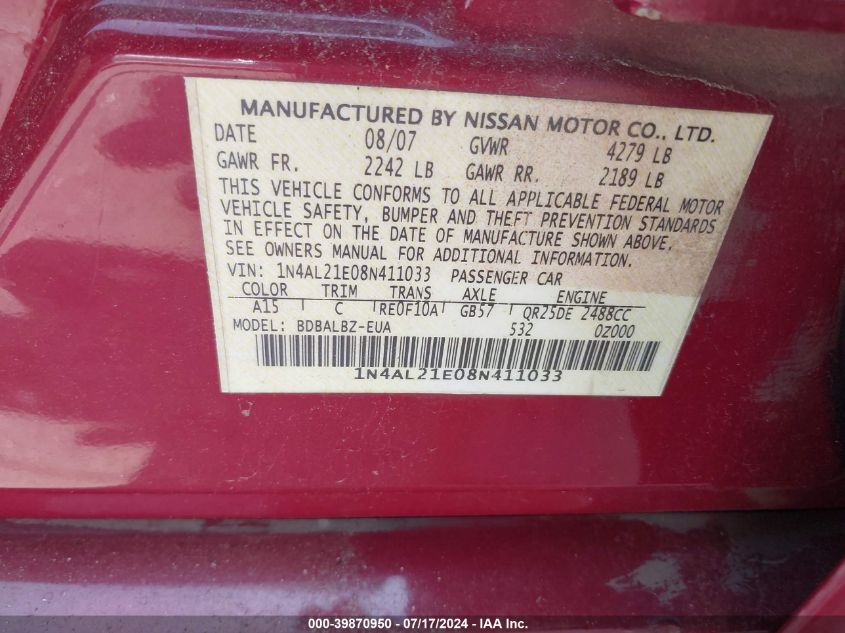 MANUFACTURED BY NISSAN MOTOR CO., LTD.
DATE 08/07 GVWR 4279 LB
GAWR FR. 2242 LB GAWR RR. 2189 LB
THIS VEHICLE CONFORMS TO ALL APPLICABLE FEDERAL MOTOR
VEHICLE SAFETY, BUMPER AND THEFT PREVENTION STANDARDS
IN EFFECT ON THE DATE OF MANUFACTURE SHOWN ABOVE.
SEE OWNERS MANUAL FOR ADDITIONAL INFORMATION.
VIN: 1N4AL21E08N411033 PASSENGER CAR
COLOR TRIM TRANS AXLE ENGINE
A15 C RE0F10A GB57 QR25DE 2488CC
MODEL: BDBALBZ-EUA 532 0Z000
1N4AL21E08N411033
000-39870950 - 07/17/2024 - IAA Inc.